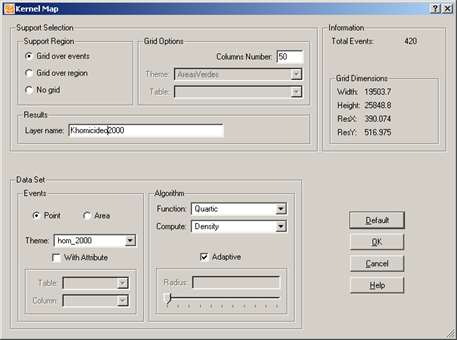 Kernel Map
Support Selection
Support Region
Grid over events
Grid over region
No grid
Grid Options
Columns Number: 50
Theme: AreasVerdes
Table:
Results
Layer name: Khomicideo2000
Information
Total Events: 420
Grid Dimensions
Width: 19503.7
Height: 25848.8
ResX: 390.074
ResY: 516.975
Data Set
Events
Point
Area
Theme: hom_2000
With Attribute
Table:
Column:
Algorithm
Function: Quartic
Compute: Density
Adaptive
Radius:
Default
OK
Cancel
Help